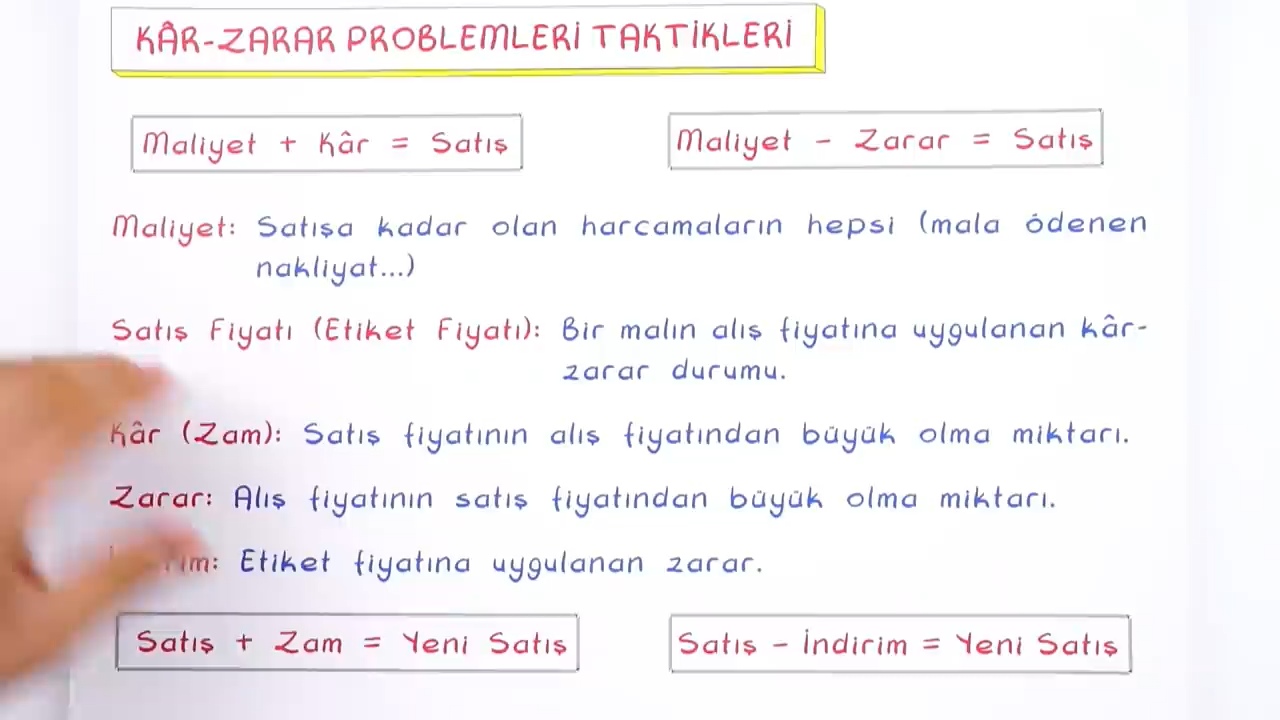 KÂR-ZARAR PROBLEMLERİ TAKTİKLERİ
Maliyet + Kâr = Satış
Maliyet - Zarar = Satış
Maliyet: Satışa kadar olan harcamaların hepsi (mala ödenen
nakliyat...)
Satış Fiyatı (Etiket Fiyatı): Bir malın alış fiyatına uygulanan kâr-
zarar durumu.
Kâr (Zam): Satış fiyatının alış fiyatından büyük olma miktarı.
Zarar: Alış fiyatının satış fiyatından büyük olma miktarı.
Etiket fiyatına uygulanan zarar.
Satış + Zam = Yeni Satış
Satış - İndirim = Yeni Satış